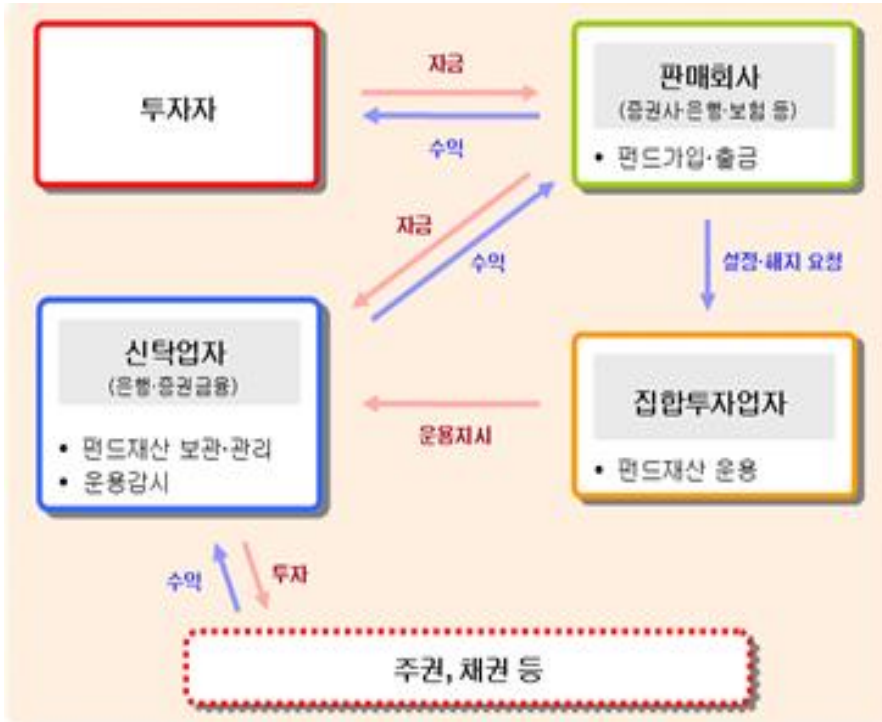 투자자
자금
수익
판매회사
(증권사·은행·보험 등)
• 펀드가입·출금
자금
수익
설정·해지 요청
신탁업자
(은행·증권금융)
• 펀드재산 보관·관리
• 운용감시
운용지시
집합투자업자
• 펀드재산 운용
수익
투자
주권, 채권 등